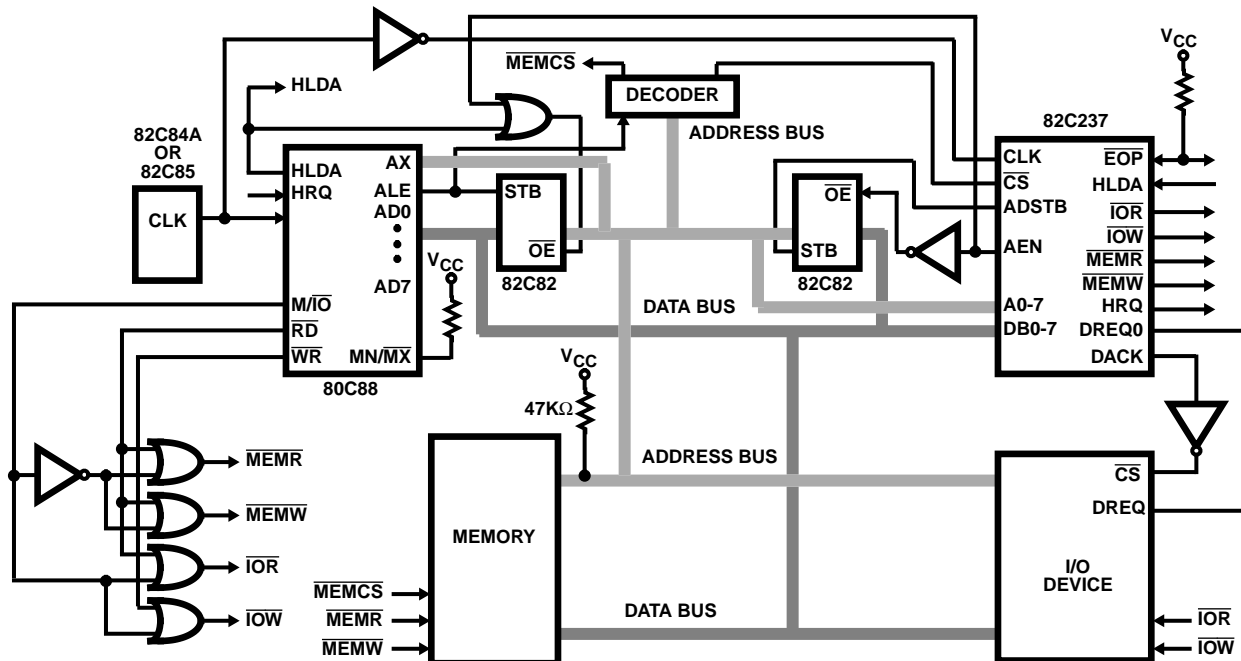 V̅CC
MEMCS
HLDA
DECODER
ADDRESS BUS
82C84A
OR
82C85
CLK
HLDA
HRQ
AX
ALE
AD0
AD7
M/IO
RD
WR
MN/MX
80C88
VCC
STB
OE
82C82
OE
STB
82C82
DATA BUS
82C237
CLK
CS
ADSTB
AEN
A0-7
DB0-7
EOP
HLDA
IOR
IOW
MEMR
MEMW
HRQ
DREQ0
DACK
VCC
47KΩ
MEMR
MEMW
IOR
IOW
ADDRESS BUS
MEMORY
MEMCS
MEMR
MEMW
DATA BUS
CS
DREQ
I/O
DEVICE
IOR
IOW